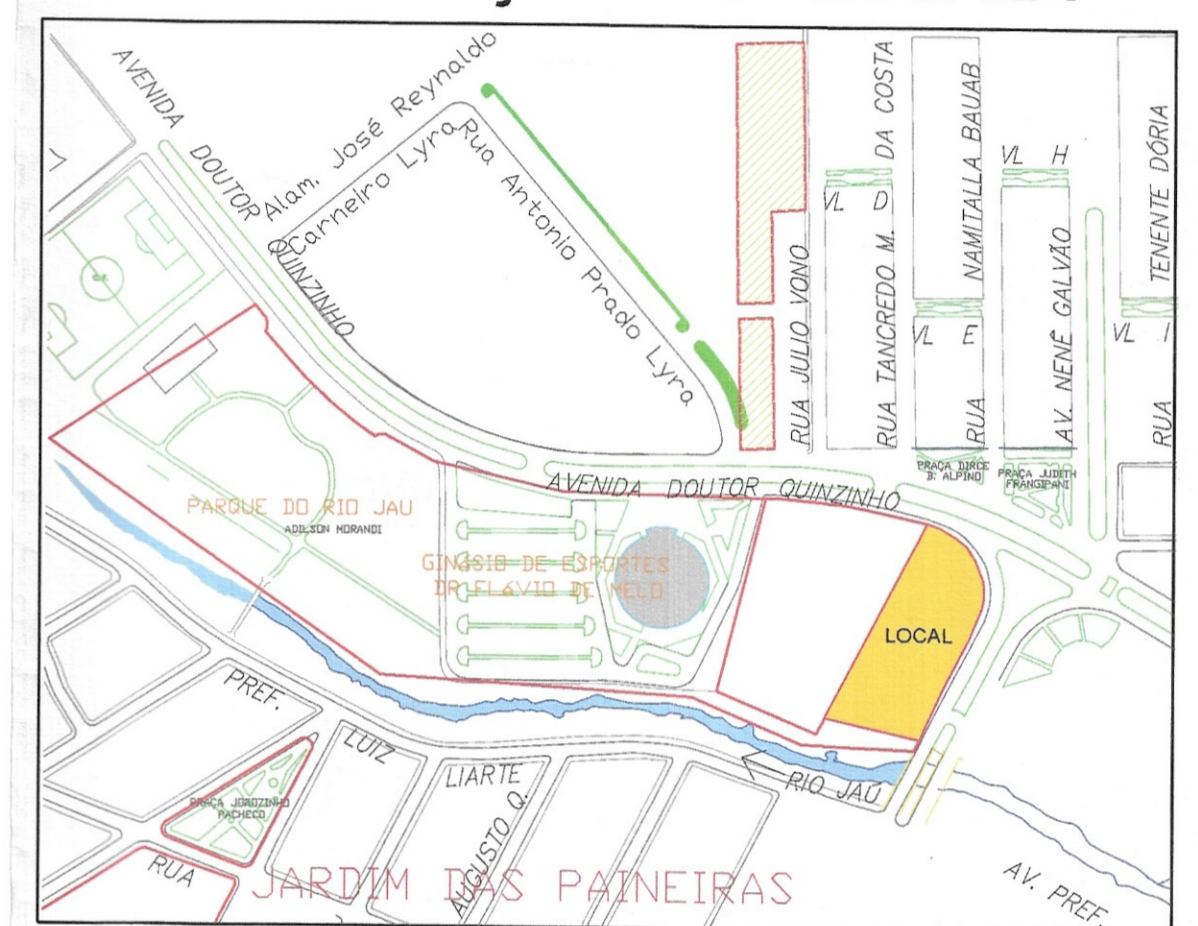 AVENIDA DOUTOR QUINZINHO
Alam. José Reynaldo
Carneiro Lyra
Rua Antonio Prado Lyra
RUA JULIO VONO
VL D
RUA TANCREDO M. DA COSTA
NAMITALLA BAUAB
VL E
RUA
VL H
AV. NENÊ GALVÃO
TENENTE DÓRIA
VL I
RUA
PRAÇA DIRCE
B. ALPINO
PRAÇA JUDITH
FRANGIPANI
AVENIDA DOUTOR QUINZINHO
PARQUE DO RIO JAU
ADILSON MORANDI
GINASIO DE ESPORTES
DR FLAVIO DE MELO
LOCAL
PREF.
LUIZ
LIARTE
AUGUSTO Q.
RIO JAÚ
PRAÇA JOAOZINHO
PACHECO
RUA
JARDIM DAS PAINEIRAS
AV. PREF.